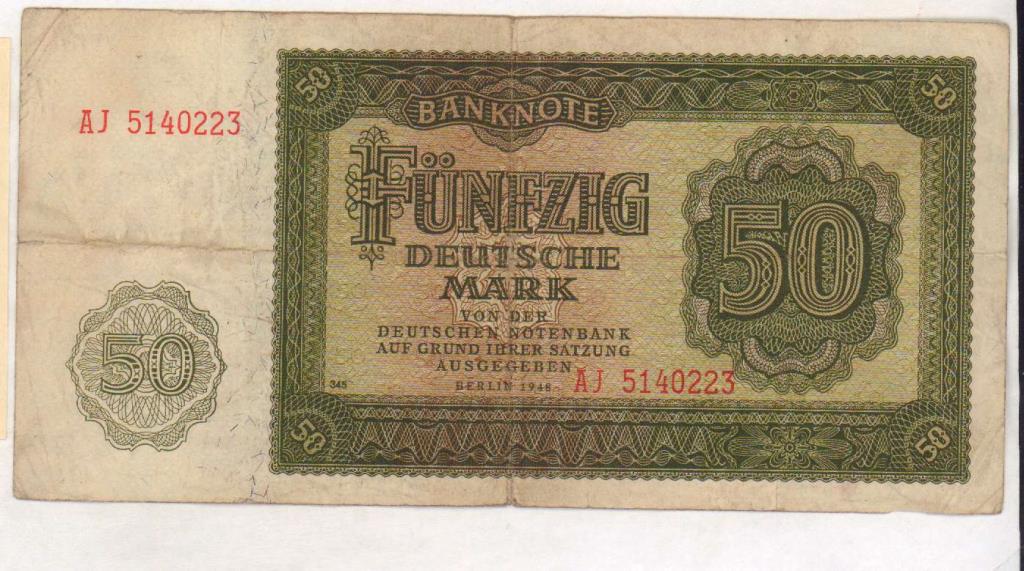 50
50
BANKNOTE
AJ 5140223
FÜNFZIG
DEUTSCHE
MARK
50
VON DER
DEUTSCHEN NOTENBANK
AUF GRUND IHRER SATZUNG
AUSGEGEBEN
BERLIN 1948
AJ 5140223
50
345
50
50